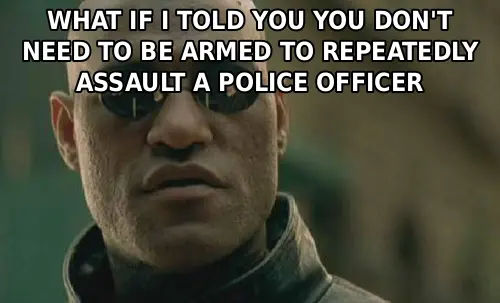 WHAT IF I TOLD YOU YOU DON'T
NEED TO BE ARMED TO REPEATEDLY
ASSAULT A POLICE OFFICER